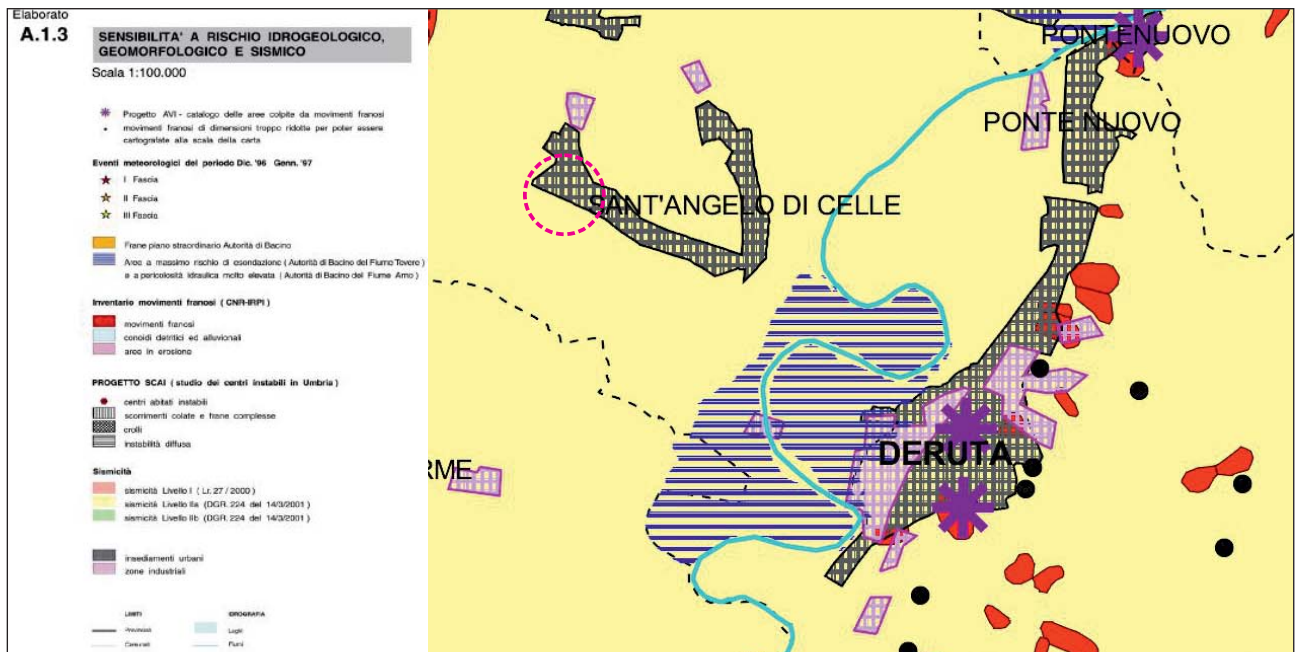 Elaborato
A.1.3
SENSIBILITA' A RISCHIO IDROGEOLOGICO,
GEOMORFOLOGICO E SISMICO
Scala 1:100.000
Progetto AVI - catalogo delle aree colpite da movimenti franosi
movimenti franosi di dimensioni troppo ridotte per poter essere
cartografate alla scala della carta
Eventi meteorologici del periodo Dic. '96 Genn. '97
I Fascia
II Fascia
III Fascia
Frane piano straordinario Autorità di Bacino
Aree a massimo rischio di esondazione ( Autorità di Bacino del Fiume Tevere )
e a pericolosità idraulica molto elevata ( Autorità di Bacino del Fiume Arno )
Inventario movimenti franosi ( CNR-IRPI )
movimenti franosi
conoidi detritici ed alluvionali
aree in erosione
PROGETTO SCAI ( studio dei centri instabili in Umbria )
centri abitati instabili
scorrimenti colate e frane complesse
crolli
instabilità diffusa
Sismicità
sismicità Livello I ( Lr. 27 / 2000 )
sismicità Livello IIa (DGR. 224 del 14/3/2001 )
sismicità Livello IIb (DGR. 224 del 14/3/2001 )
insediamenti urbani
zone industriali
LIMITI
Provinciali
Comunali
IDROGRAFIA
Laghi
Fiumi
PONTENUOVO
PONTE NUOVO
SANT'ANGELO DI CELLE
DERUTA
RME